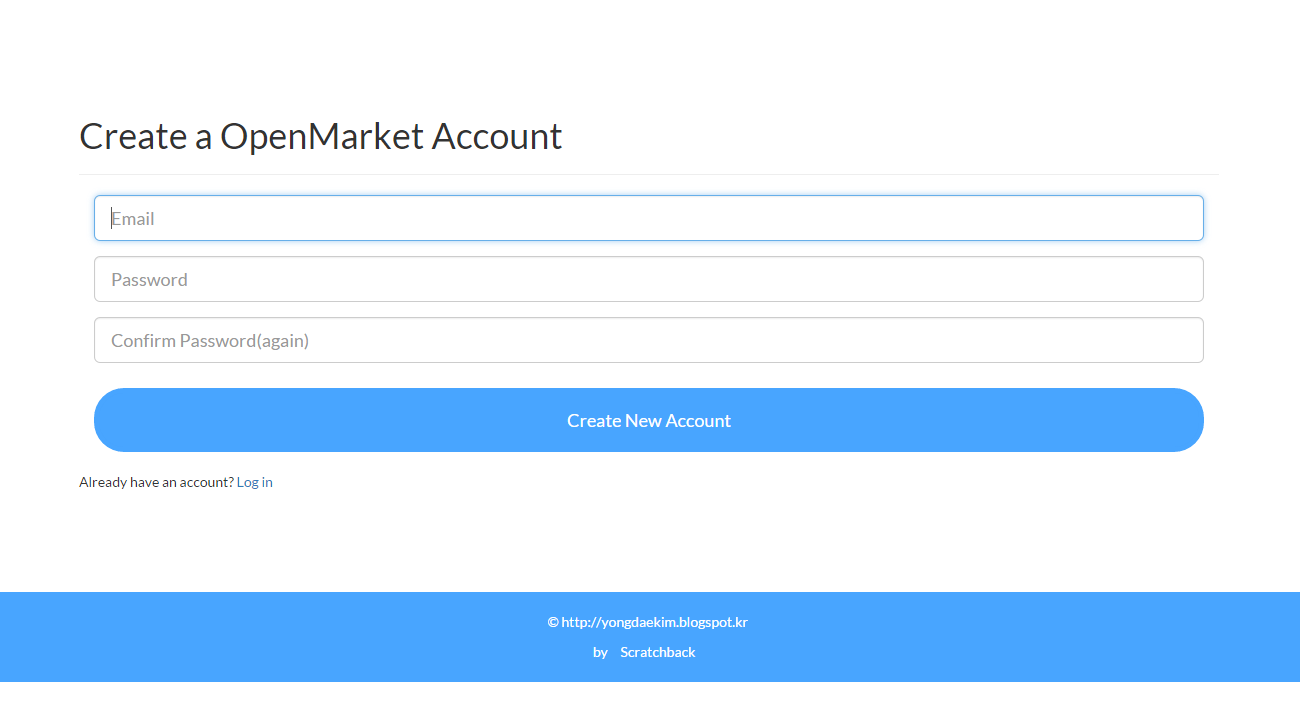 Create a OpenMarket Account
Email
Password
Confirm Password(again)
Create New Account
Already have an account? Log in
© http://yongdaekim.blogspot.kr
by Scratchback